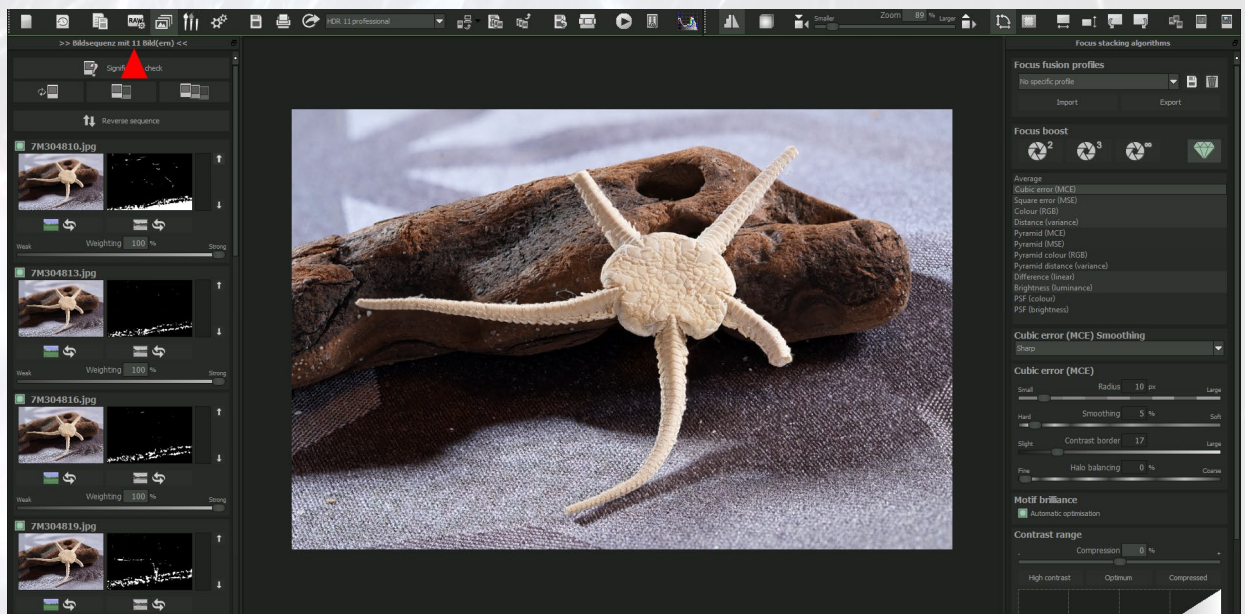 HDR 11 professional
Smaller
Zoom 89 % Larger
>> Bildsequenz mit 11 Bild(ern) <<
check
Reverse sequence
7M304810.jpg
Weak Weighting 100 % Strong
7M304813.jpg
Weak Weighting 100 % Strong
7M304816.jpg
Weak Weighting 100 % Strong
7M304819.jpg
Focus stacking algorithms
Focus fusion profiles
No specific profile
Import Export
Focus boost
2 3 ∞
Average
Cubic error (MCE)
Square error (MSE)
Colour (RGB)
Distance (variance)
Pyramid (MCE)
Pyramid (MSE)
Pyramid colour (RGB)
Pyramid distance (variance)
Difference (linear)
Brightness (luminance)
PSF (colour)
PSF (brightness)
Cubic error (MCE) Smoothing
Sharp
Cubic error (MCE)
Small Radius 10 px Large
Hard Smoothing 5 % Soft
Slight Contrast border 17 Large
Fine Halo balancing 0 % Coarse
Motif brilliance
Automatic optimisation
Contrast range
- Compression 0 % +
High contrast Optimum Compressed